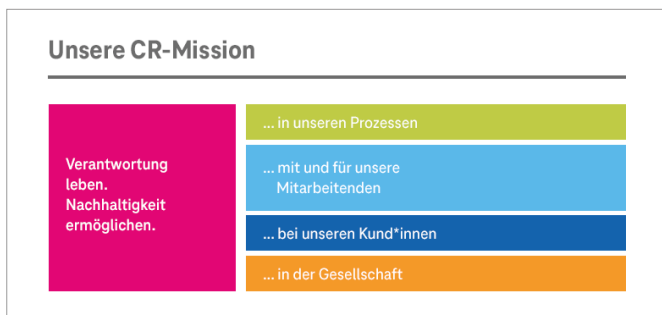 Unsere CR-Mission
Verantwortung
leben.
Nachhaltigkeit
ermöglichen.
... in unseren Prozessen
... mit und für unsere
Mitarbeitenden
... bei unseren Kund*innen
... in der Gesellschaft